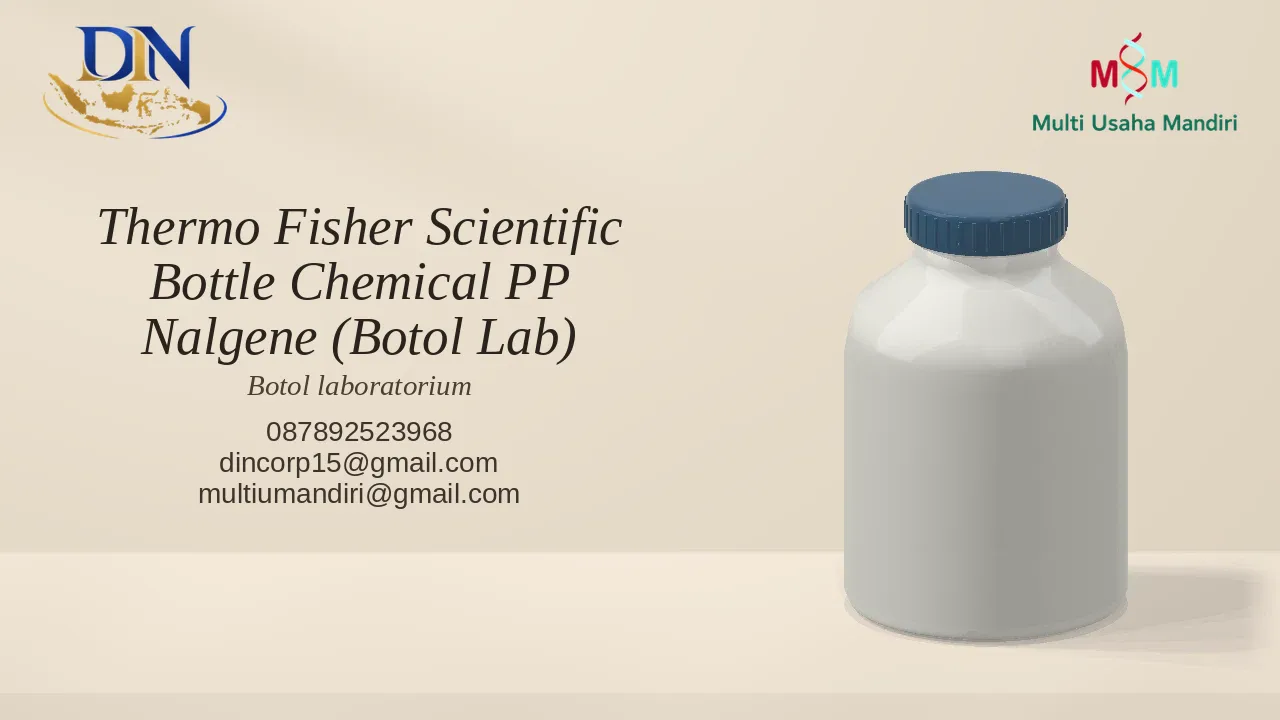 DIN
MSM
Multi Usaha Mandiri
Thermo Fisher Scientific
Bottle Chemical PP
Nalgene (Botol Lab)
Botol laboratorium
087892523968
dincorp15@gmail.com
multiumandiri@gmail.com